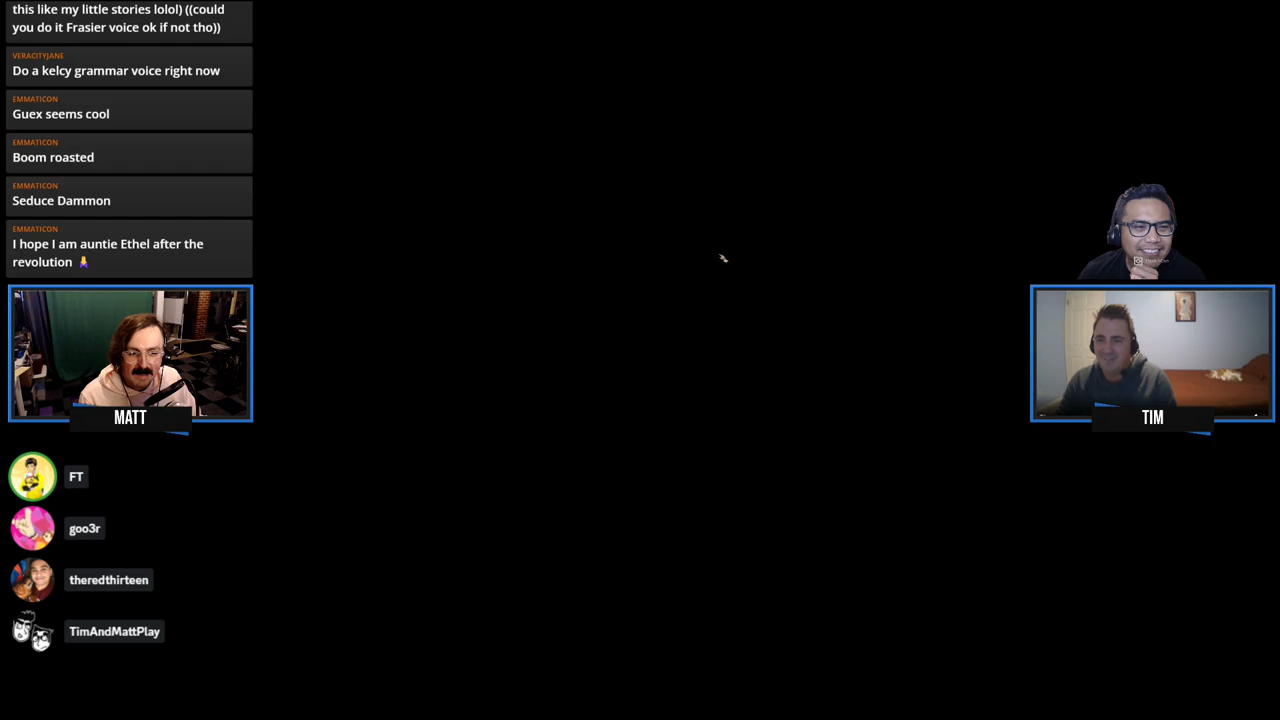 this like my little stories lolol) ((could
you do it Frasier voice ok if not tho))
VERACITYJANE
Do a kelcy grammar voice right now
EMMATICON
Guex seems cool
EMMATICON
Boom roasted
EMMATICON
Seduce Dammon
EMMATICON
I hope I am auntie Ethel after the
revolution
MATT
TIM
FT
goo3r
theredthirteen
TimAndMattPlay